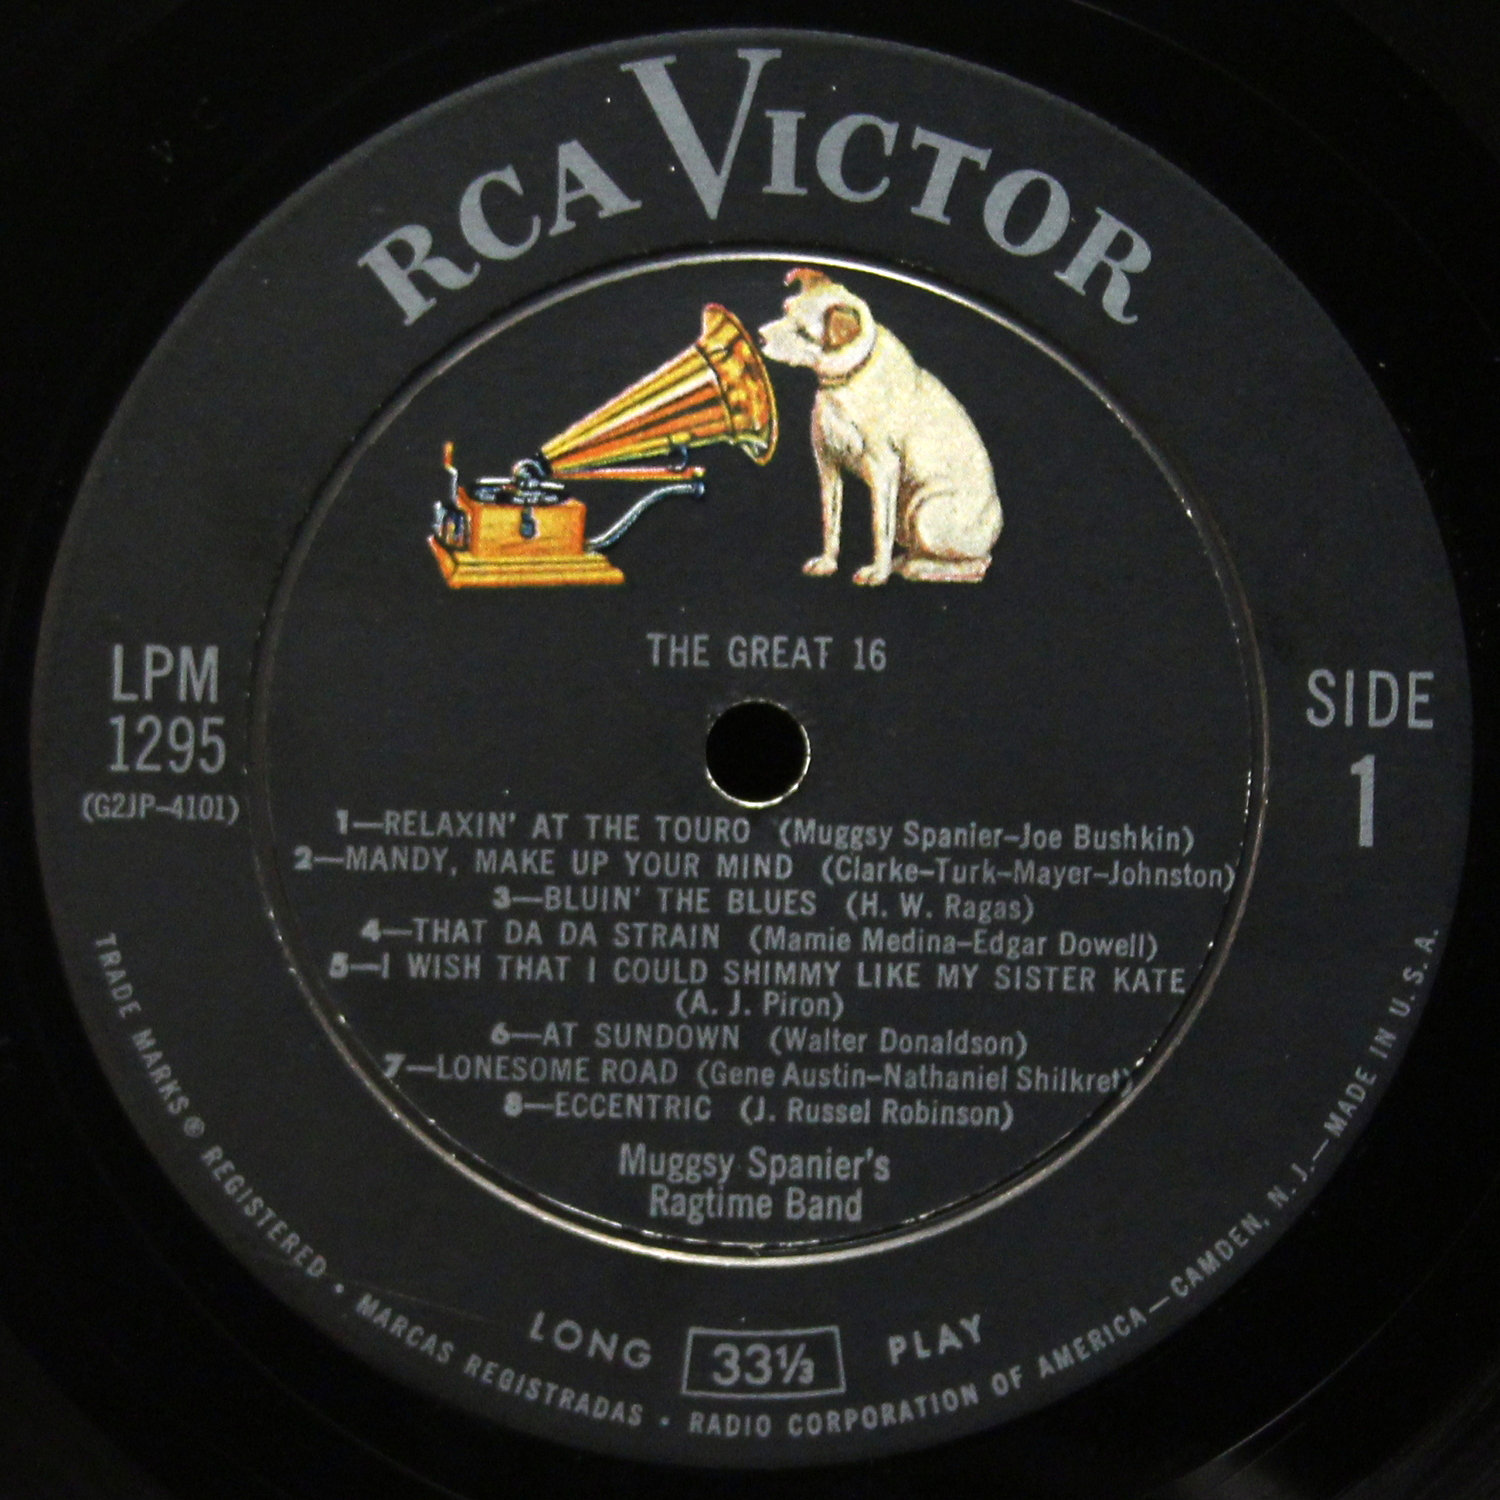 RCA VICTOR
THE GREAT 16
LPM
1295
(G2JP-4101)
SIDE
1
1—RELAXIN' AT THE TOURO (Muggsy Spanier-Joe Bushkin)
2—MANDY, MAKE UP YOUR MIND (Clarke-Turk-Mayer-Johnston)
3—BLUIN' THE BLUES (H. W. Ragas)
4—THAT DA DA STRAIN (Mamie Medina-Edgar Dowell)
5—I WISH THAT I COULD SHIMMY LIKE MY SISTER KATE
(A. J. Piron)
6—AT SUNDOWN (Walter Donaldson)
7—LONESOME ROAD (Gene Austin-Nathaniel Shilkret)
8—ECCENTRIC (J. Russel Robinson)
Muggsy Spanier's
Ragtime Band
LONG 33⅓ PLAY
TRADE MARKS ® REGISTERED • MARCAS REGISTRADAS • RADIO CORPORATION OF AMERICA—CAMDEN, N. J.—MADE IN U. S. A.